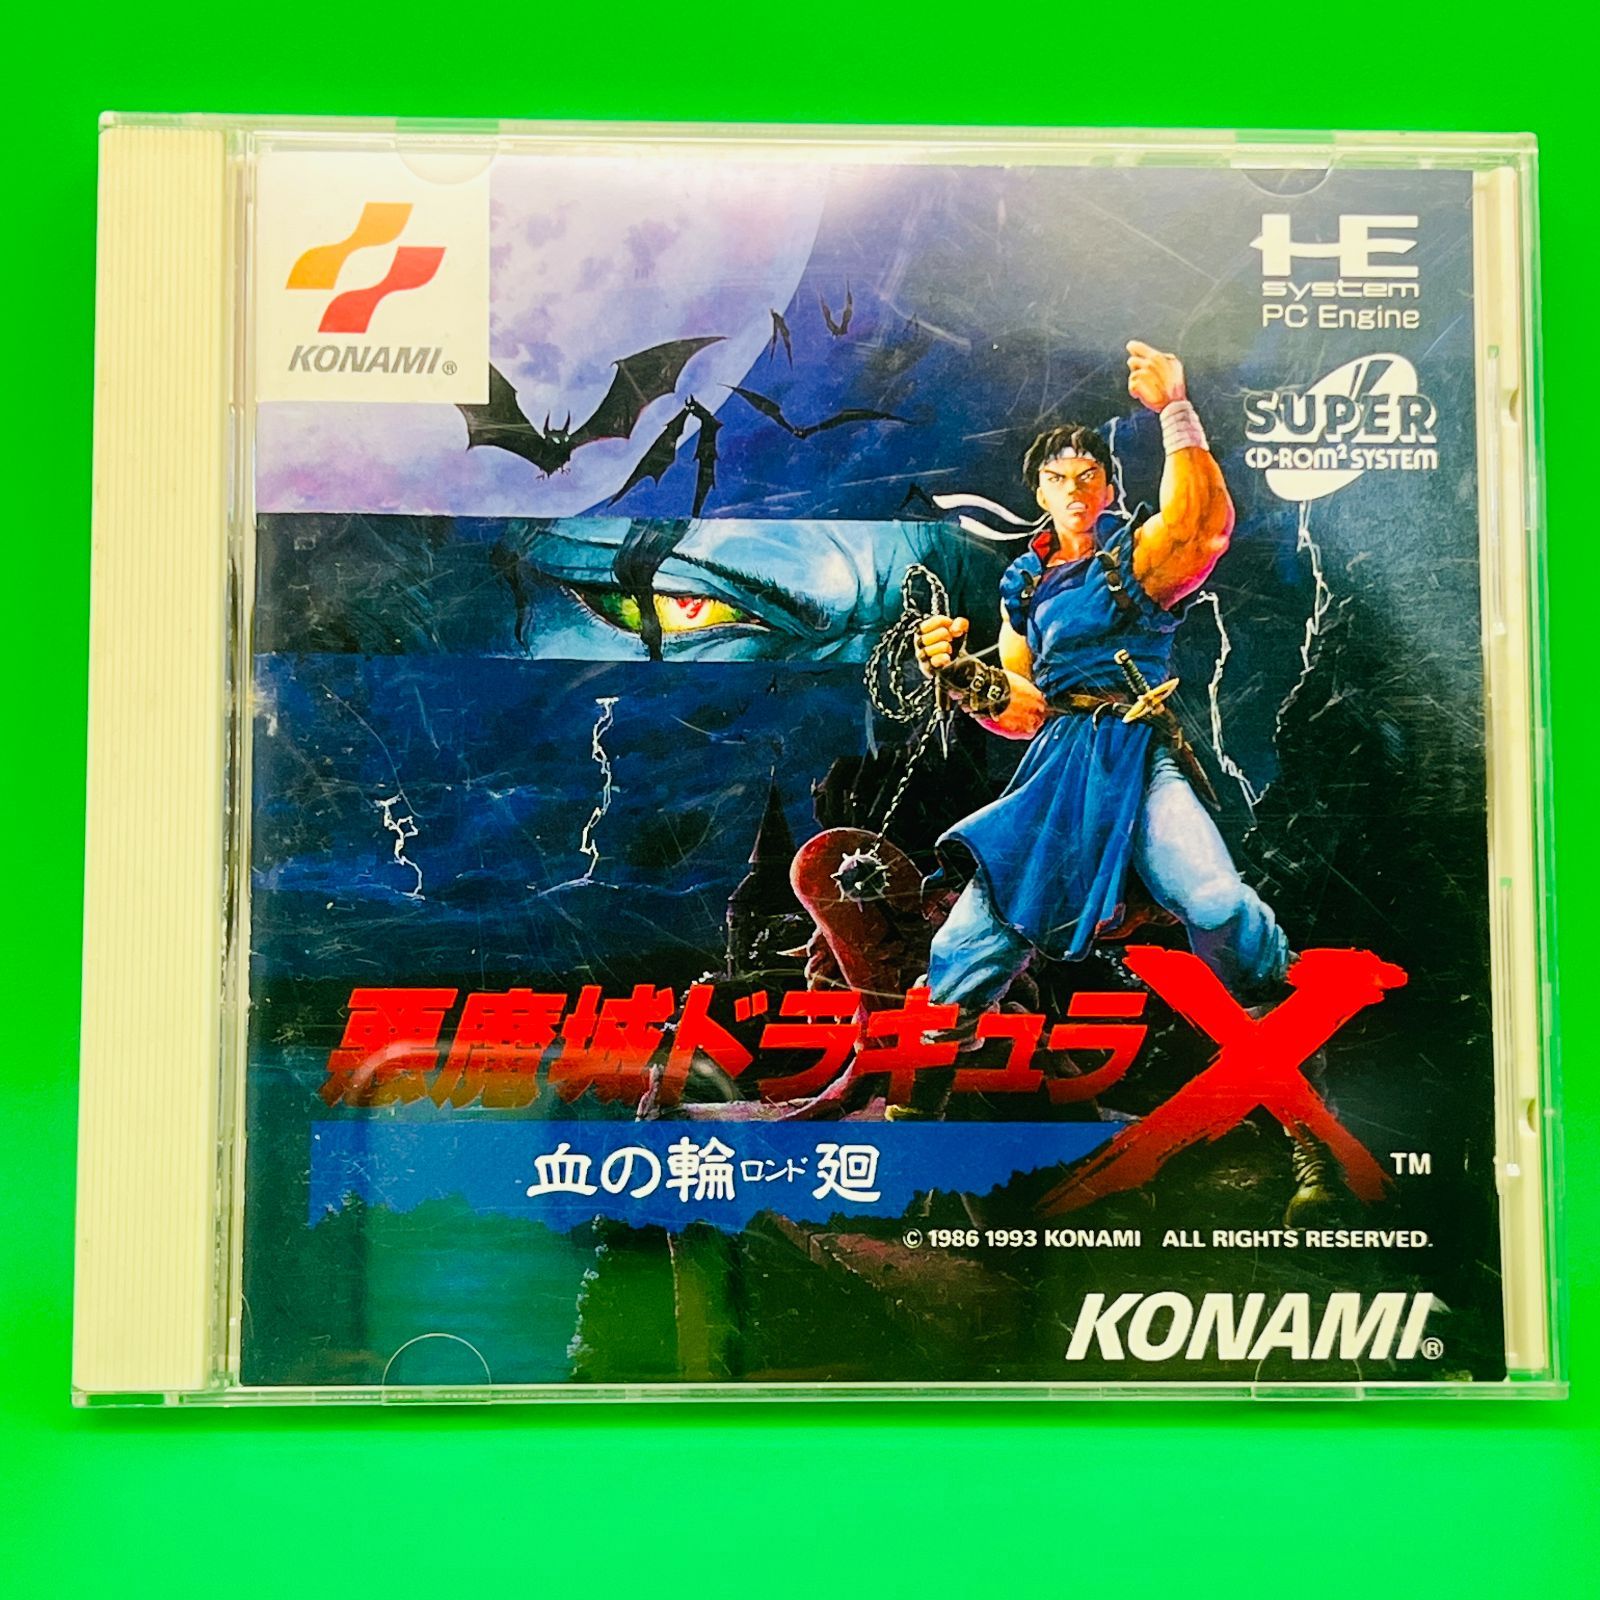 KONAMI®
HE
system
PC Engine
SUPER
CD-ROM² SYSTEM
悪魔城ドラキュラX
血の輪ロンド廻
TM
© 1986 1993 KONAMI ALL RIGHTS RESERVED.
KONAMI®